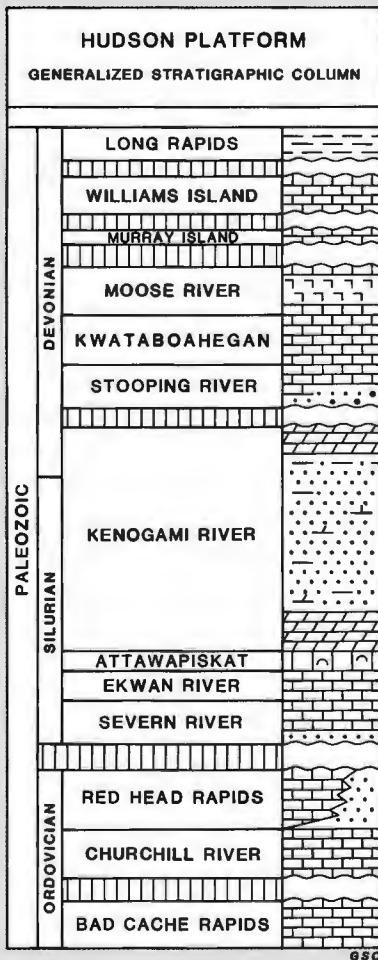 HUDSON PLATFORM
GENERALIZED STRATIGRAPHIC COLUMN
PALEOZOIC
DEVONIAN
LONG RAPIDS
WILLIAMS ISLAND
MURRAY ISLAND
MOOSE RIVER
KWATABOAHEGAN
STOOPING RIVER
SILURIAN
KENOGAMI RIVER
ATTAWAPISKAT
EKWAN RIVER
SEVERN RIVER
ORDOVICIAN
RED HEAD RAPIDS
CHURCHILL RIVER
BAD CACHE RAPIDS
GSC